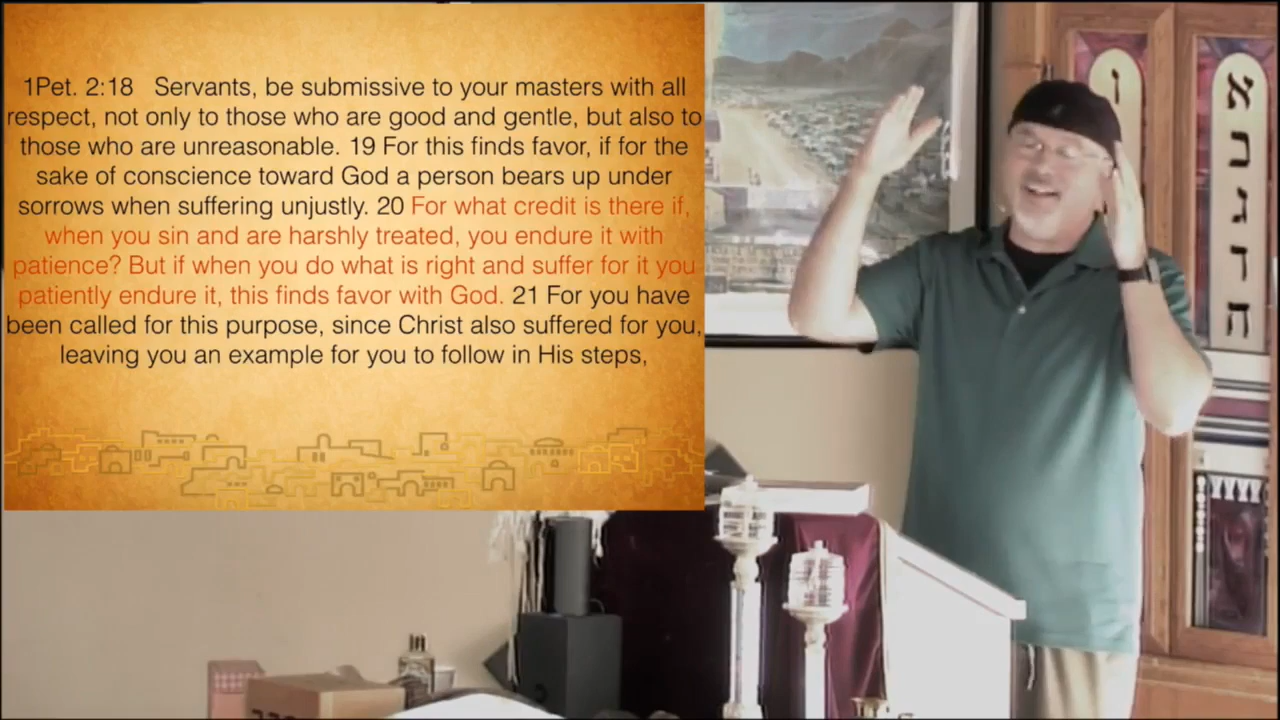 1Pet. 2:18 Servants, be submissive to your masters with all
respect, not only to those who are good and gentle, but also to
those who are unreasonable. 19 For this finds favor, if for the
sake of conscience toward God a person bears up under
sorrows when suffering unjustly. 20 For what credit is there if,
when you sin and are harshly treated, you endure it with
patience? But if when you do what is right and suffer for it you
patiently endure it, this finds favor with God. 21 For you have
been called for this purpose, since Christ also suffered for you,
leaving you an example for you to follow in His steps,
ו
א
ב
ג
ד
ה